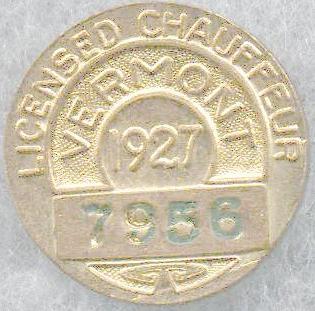 LICENSED CHAUFFEUR
VERMONT
1927
7956